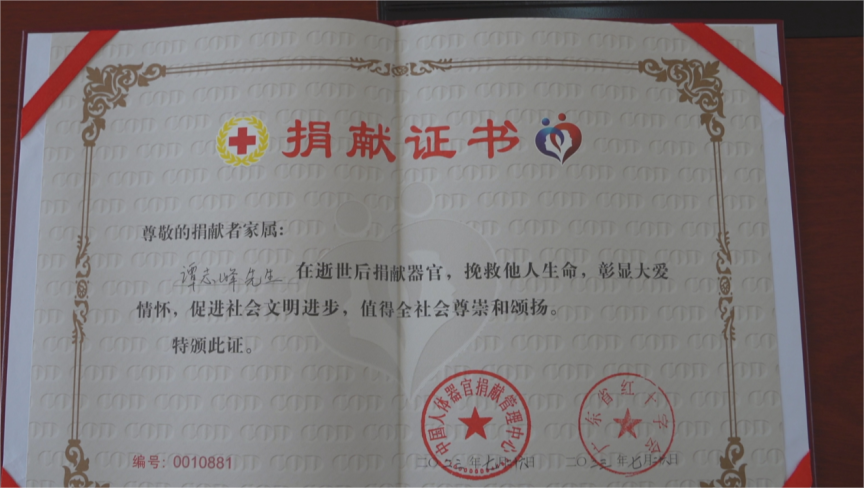 捐献证书
尊敬的捐献者家属：
谭志峰先生 在逝世后捐献器官，挽救他人生命，彰显大爱
情怀，促进社会文明进步，值得全社会尊崇和颂扬。
特颁此证。
中国人体器官捐献管理中心
广东省红十字会
编号：0010881